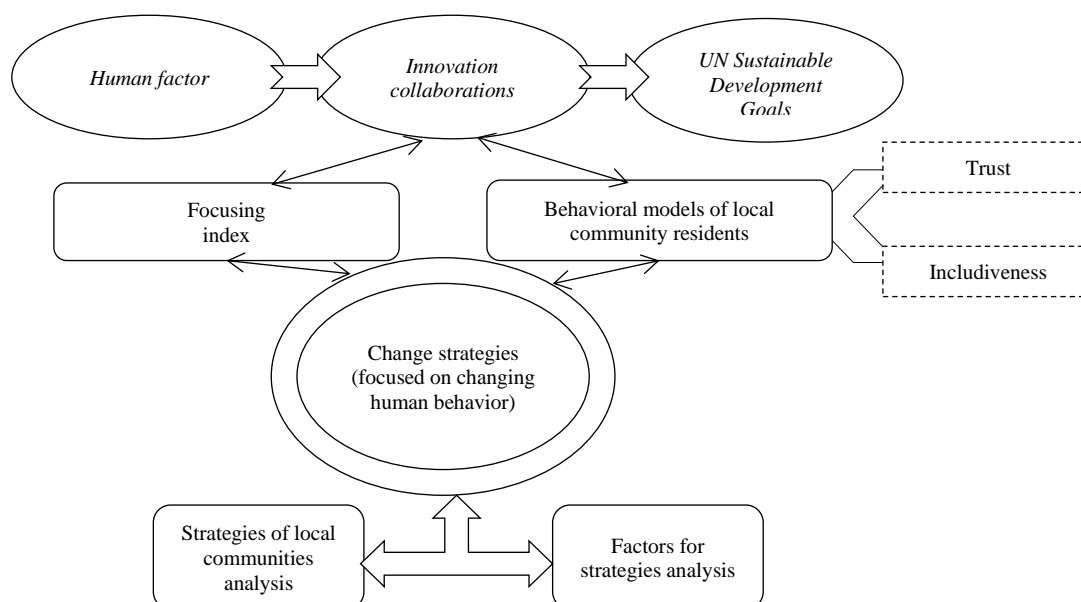 Human factor
Innovation
collaborations
UN Sustainable
Development
Goals
Trust
Focusing
index
Behavioral models of local
community residents
Includiveness
Change strategies
(focused on changing
human behavior)
Strategies of local
communities
analysis
Factors for
strategies analysis